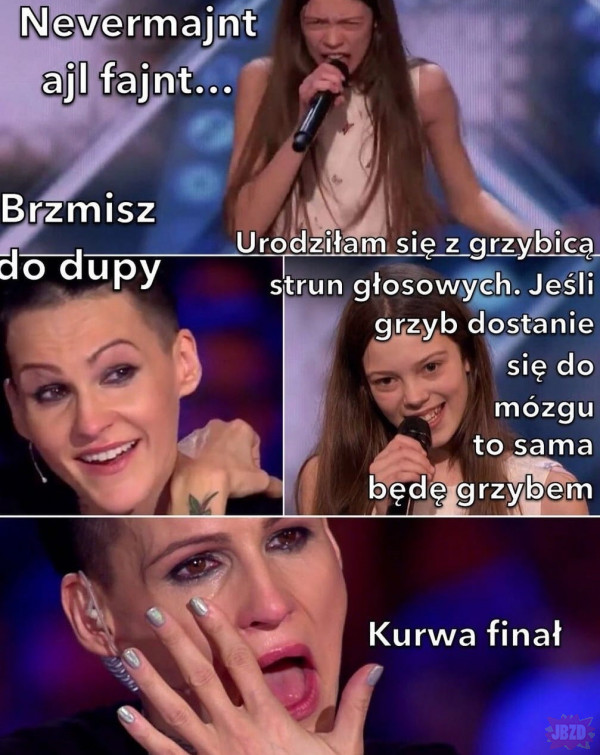 Nevermajnt
ajl fajnt...
Brzmisz
do dupy
Urodziłam się z grzybicą
strun głosowych. Jeśli
grzyb dostanie
się do
mózgu
to sama
będę grzybem
Kurwa finał
JBZD